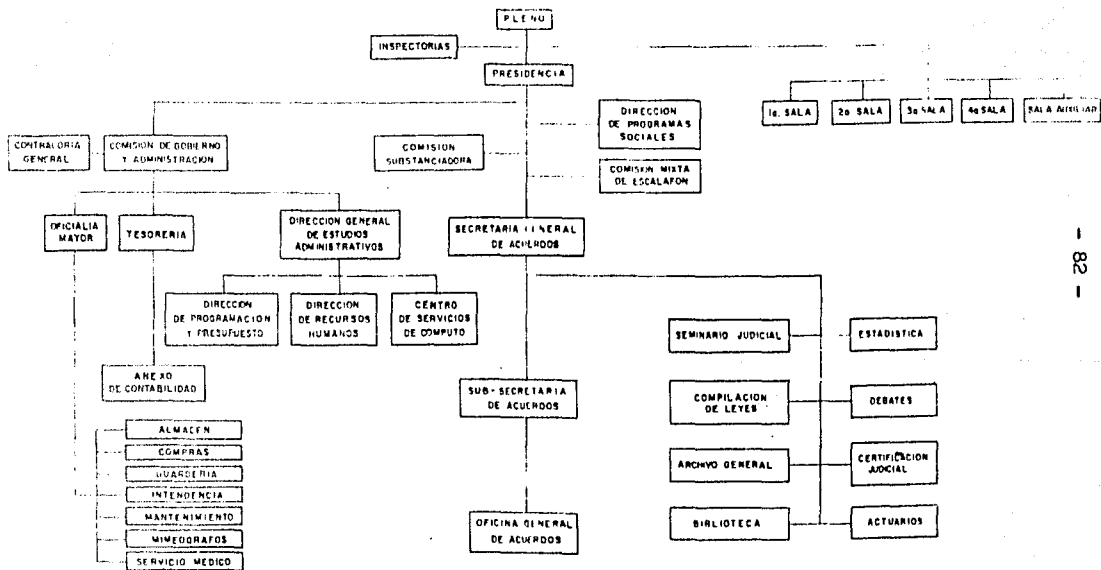 PLENO
INSPECTORIAS
PRESIDENCIA
1a. SALA
2a SALA
3a SALA
4a SALA
SALA AUXILIAR
DIRECCION
DE PROGRAMAS
SOCIALES
CONTRALORIA
GENERAL
COMISION DE GOBIERNO
Y ADMINISTRACION
COMISION
SUBSTANCIADORA
COMISION MIXTA
DE ESCALAFON
OFICIALIA
MAYOR
TESORERIA
DIRECCION GENERAL
DE ESTUDIOS
ADMINISTRATIVOS
SECRETARIA GENERAL
DE ACUERDOS
- 82 -
DIRECCION
DE PROGRAMACION
Y PRESUPUESTO
DIRECCION
DE RECURSOS
HUMANOS
CENTRO
DE SERVICIOS
DE COMPUTO
SEMINARIO JUDICIAL
ESTADISTICA
ANEXO
DE CONTABILIDAD
SUB-SECRETARIA
DE ACUERDOS
COMPILACION
DE LEYES
DEBATES
ALMACEN
COMPRAS
GUARDERIA
INTENDENCIA
MANTENIMIENTO
MIMEOGRAFOS
SERVICIO MEDICO
ARCHIVO GENERAL
CERTIFICACION
JUDICIAL
OFICINA GENERAL
DE ACUERDOS
BIBLIOTECA
ACTUARIOS